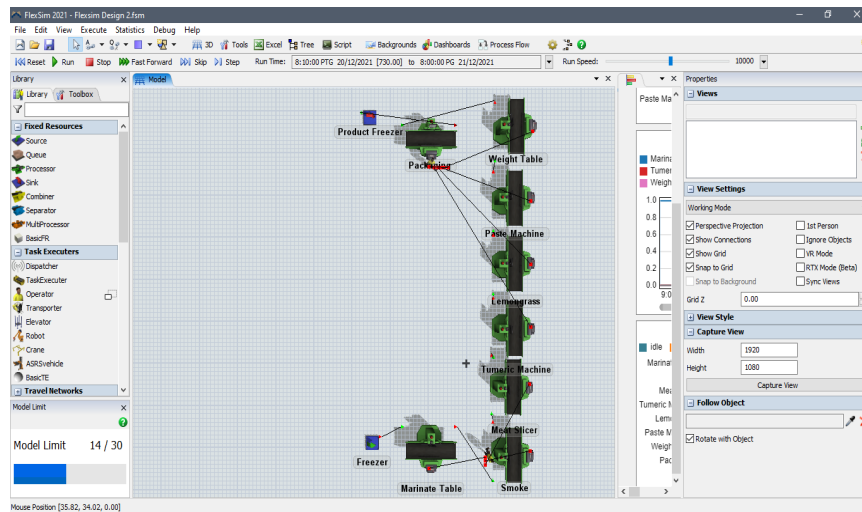 FlexSim 2021 - Flexsim Design 2.fsm
File Edit View Execute Statistics Debug Help
3D Tools Excel Tree Script Backgrounds Dashboards Process Flow
Reset Run Stop Fast Forward Skip Step Run Time: 8:10:00 PTG 20/12/2021 [730.00] to 8:00:00 PG 21/12/2021 Run Speed: 10000
Library
Library Toolbox
Fixed Resources
Source
Queue
Processor
Sink
Combiner
Separator
MultiProcessor
BasicFR
Task Executers
Dispatcher
TaskExecuter
Operator
Transporter
Elevator
Robot
Crane
ASRSvehicle
BasicTE
Travel Networks
Model Limit
Model Limit 14 / 30
Mouse Position [35.82, 34.02, 0.00]
Model
Product Freezer
Packaging
Weight Table
Paste Machine
Lemongrass
Tumeric Machine
Meat Slicer
Freezer
Marinate Table
Smoke
Paste Ma
Marina
Tumer
Weigh
1.0
0.8
0.6
0.4
0.2
0.0
9:0
idle
Marinat
Mea
Tumeric M
Lem
Paste M
Weigh
Pac
Properties
Views
View Settings
Working Mode
Perspective Projection 1st Person
Show Connections Ignore Objects
Show Grid VR Mode
Snap to Grid RTX Mode (Beta)
Snap to Background Sync Views
Grid Z 0.00
View Style
Capture View
Width 1920
Height 1080
Capture View
Follow Object
Rotate with Object